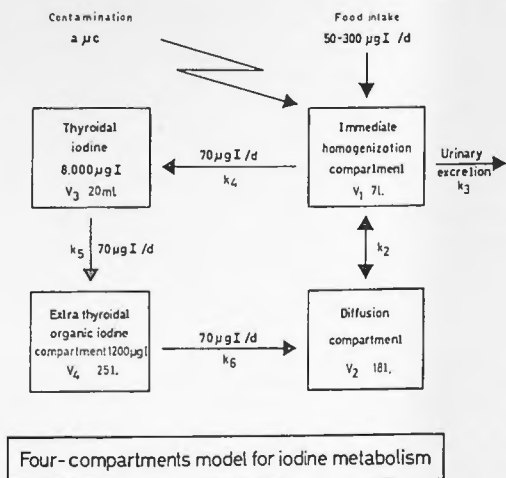 Contamination
a µc
Food intake
50-300 µg I /d
Thyroidal
iodine
8.000 µg I
V3 20ml
70 µg I /d
k4
Immediate
homogenization
compartment
V1 7l.
Urinary
excretion
k3
k5 70 µg I /d
k2
Extra thyroidal
organic iodine
compartment 1200 µg I
V4 25l.
70 µg I /d
k6
Diffusion
compartment
V2 18l.
Four-compartments model for iodine metabolism